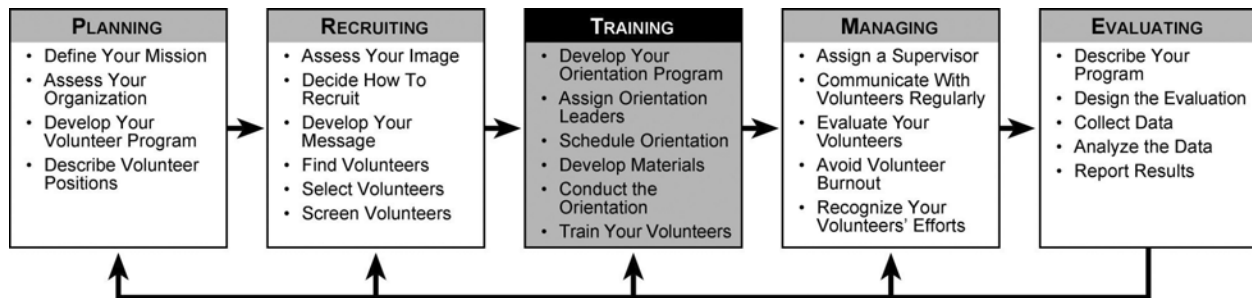 PLANNING
• Define Your Mission
• Assess Your
Organization
• Develop Your
Volunteer Program
• Describe Volunteer
Positions
RECRUITING
• Assess Your Image
• Decide How To
Recruit
• Develop Your
Message
• Find Volunteers
• Select Volunteers
• Screen Volunteers
TRAINING
• Develop Your
Orientation Program
• Assign Orientation
Leaders
• Schedule Orientation
• Develop Materials
• Conduct the
Orientation
• Train Your Volunteers
MANAGING
• Assign a Supervisor
• Communicate With
Volunteers Regularly
• Evaluate Your
Volunteers
• Avoid Volunteer
Burnout
• Recognize Your
Volunteers' Efforts
EVALUATING
• Describe Your
Program
• Design the Evaluation
• Collect Data
• Analyze the Data
• Report Results